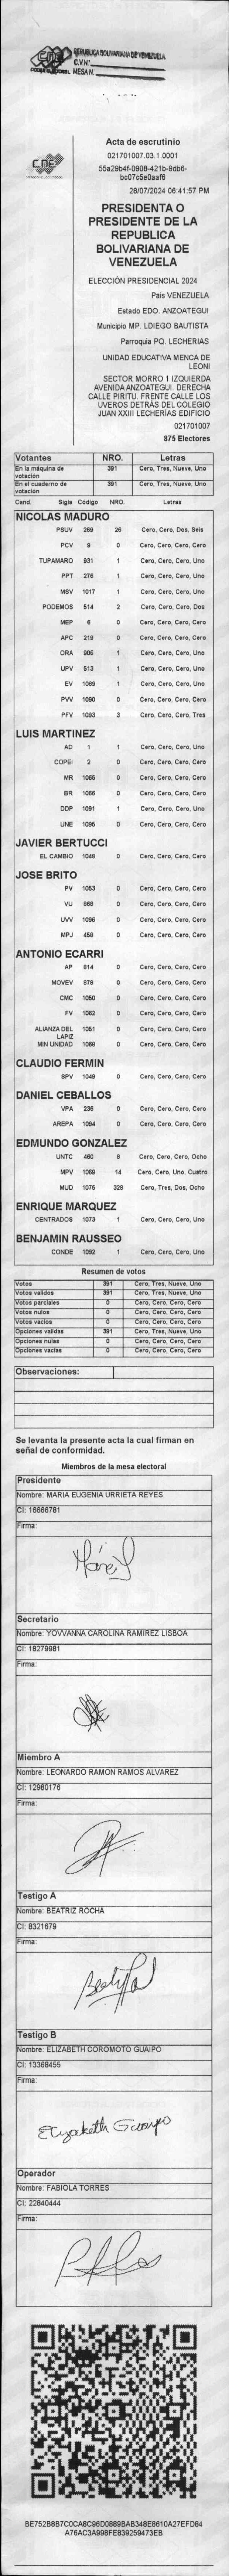 CNE
PODER ELECTORAL
REPUBLICA BOLIVARIANA DE VENEZUELA
C.V.Nº.
MESA N.
CNE
Acta de escrutinio
021701007.03.1.0001
55a29b4f-0908-421b-9db6-
bc07c5e0aaf6
28/07/2024 06:41:57 PM
PRESIDENTA O
PRESIDENTE DE LA
REPUBLICA
BOLIVARIANA DE
VENEZUELA
ELECCIÓN PRESIDENCIAL 2024
País VENEZUELA
Estado EDO. ANZOATEGUI
Municipio MP. LDIEGO BAUTISTA
Parroquia PQ. LECHERIAS
UNIDAD EDUCATIVA MENCA DE
LEONI
SECTOR MORRO 1 IZQUIERDA
AVENIDA ANZOATEGUI. DERECHA
CALLE PIRITU. FRENTE CALLE LOS
UVEROS DETRÁS DEL COLEGIO
JUAN XXIII LECHERÍAS EDIFICIO
021701007
875 Electores
Votantes NRO. Letras
En la máquina de votación 391 Cero, Tres, Nueve, Uno
En el cuaderno de votación 391 Cero, Tres, Nueve, Uno
Cand. Sigla Código NRO. Letras
NICOLAS MADURO
PSUV 269 26 Cero, Cero, Dos, Seis
PCV 9 0 Cero, Cero, Cero, Cero
TUPAMARO 931 1 Cero, Cero, Cero, Uno
PPT 276 1 Cero, Cero, Cero, Uno
MSV 1017 1 Cero, Cero, Cero, Uno
PODEMOS 514 2 Cero, Cero, Cero, Dos
MEP 6 0 Cero, Cero, Cero, Cero
APC 219 0 Cero, Cero, Cero, Cero
ORA 906 1 Cero, Cero, Cero, Uno
UPV 513 1 Cero, Cero, Cero, Uno
EV 1089 1 Cero, Cero, Cero, Uno
PVV 1090 0 Cero, Cero, Cero, Cero
PFV 1093 3 Cero, Cero, Cero, Tres
LUIS MARTINEZ
AD 1 1 Cero, Cero, Cero, Uno
COPEI 2 0 Cero, Cero, Cero, Cero
MR 1065 0 Cero, Cero, Cero, Cero
BR 1066 0 Cero, Cero, Cero, Cero
DDP 1091 1 Cero, Cero, Cero, Uno
UNE 1095 0 Cero, Cero, Cero, Cero
JAVIER BERTUCCI
EL CAMBIO 1046 0 Cero, Cero, Cero, Cero
JOSE BRITO
PV 1053 0 Cero, Cero, Cero, Cero
VU 868 0 Cero, Cero, Cero, Cero
UVV 1096 0 Cero, Cero, Cero, Cero
MPJ 458 0 Cero, Cero, Cero, Cero
ANTONIO ECARRI
AP 814 0 Cero, Cero, Cero, Cero
MOVEV 878 0 Cero, Cero, Cero, Cero
CMC 1050 0 Cero, Cero, Cero, Cero
FV 1062 0 Cero, Cero, Cero, Cero
ALIANZA DEL LAPIZ 1051 0 Cero, Cero, Cero, Cero
MIN UNIDAD 1069 0 Cero, Cero, Cero, Cero
CLAUDIO FERMIN
SPV 1049 0 Cero, Cero, Cero, Cero
DANIEL CEBALLOS
VPA 236 0 Cero, Cero, Cero, Cero
AREPA 1094 0 Cero, Cero, Cero, Cero
EDMUNDO GONZALEZ
UNTC 460 8 Cero, Cero, Cero, Ocho
MPV 1069 14 Cero, Cero, Uno, Cuatro
MUD 1075 328 Cero, Tres, Dos, Ocho
ENRIQUE MARQUEZ
CENTRADOS 1073 1 Cero, Cero, Cero, Uno
BENJAMIN RAUSSEO
CONDE 1092 1 Cero, Cero, Cero, Uno
Resumen de votos
Votos 391 Cero, Tres, Nueve, Uno
Votos validos 391 Cero, Tres, Nueve, Uno
Votos parciales 0 Cero, Cero, Cero, Cero
Votos nulos 0 Cero, Cero, Cero, Cero
Votos vacíos 0 Cero, Cero, Cero, Cero
Opciones validas 391 Cero, Tres, Nueve, Uno
Opciones nulas 0 Cero, Cero, Cero, Cero
Opciones vacías 0 Cero, Cero, Cero, Cero
Observaciones:
Se levanta la presente acta la cual firman en
señal de conformidad.
Miembros de la mesa electoral
Presidente
Nombre: MARIA EUGENIA URRIETA REYES
CI: 16666781
Firma:
Secretario
Nombre: YOVVANNA CAROLINA RAMIREZ LISBOA
CI: 18279981
Firma:
Miembro A
Nombre: LEONARDO RAMON RAMOS ALVAREZ
CI: 12980176
Firma:
Testigo A
Nombre: BEATRIZ ROCHA
CI: 8321679
Firma:
Testigo B
Nombre: ELIZABETH COROMOTO GUAIPO
CI: 13368455
Firma:
Elizabeth Guaipo
Operador
Nombre: FABIOLA TORRES
CI: 22840444
Firma:
BE752B8B7C0CA8C96D0889BAB348E8610A27EFD84
A76AC3A998FE839259473EB